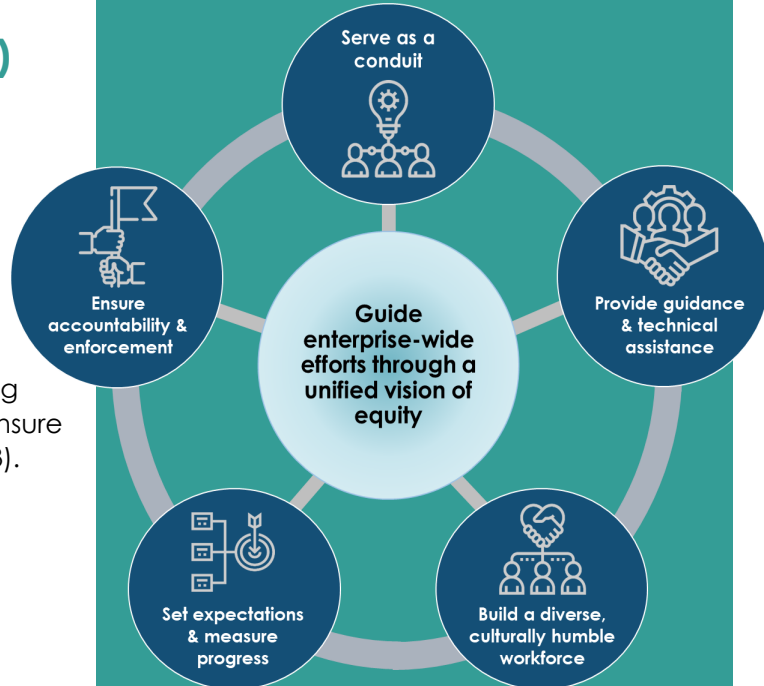 )
Serve as a
conduit
Ensure
accountability &
enforcement
Provide guidance
& technical
assistance
Guide
enterprise-wide
efforts through a
unified vision of
equity
g
nsure
).
Set expectations
& measure
progress
Build a diverse,
culturally humble
workforce